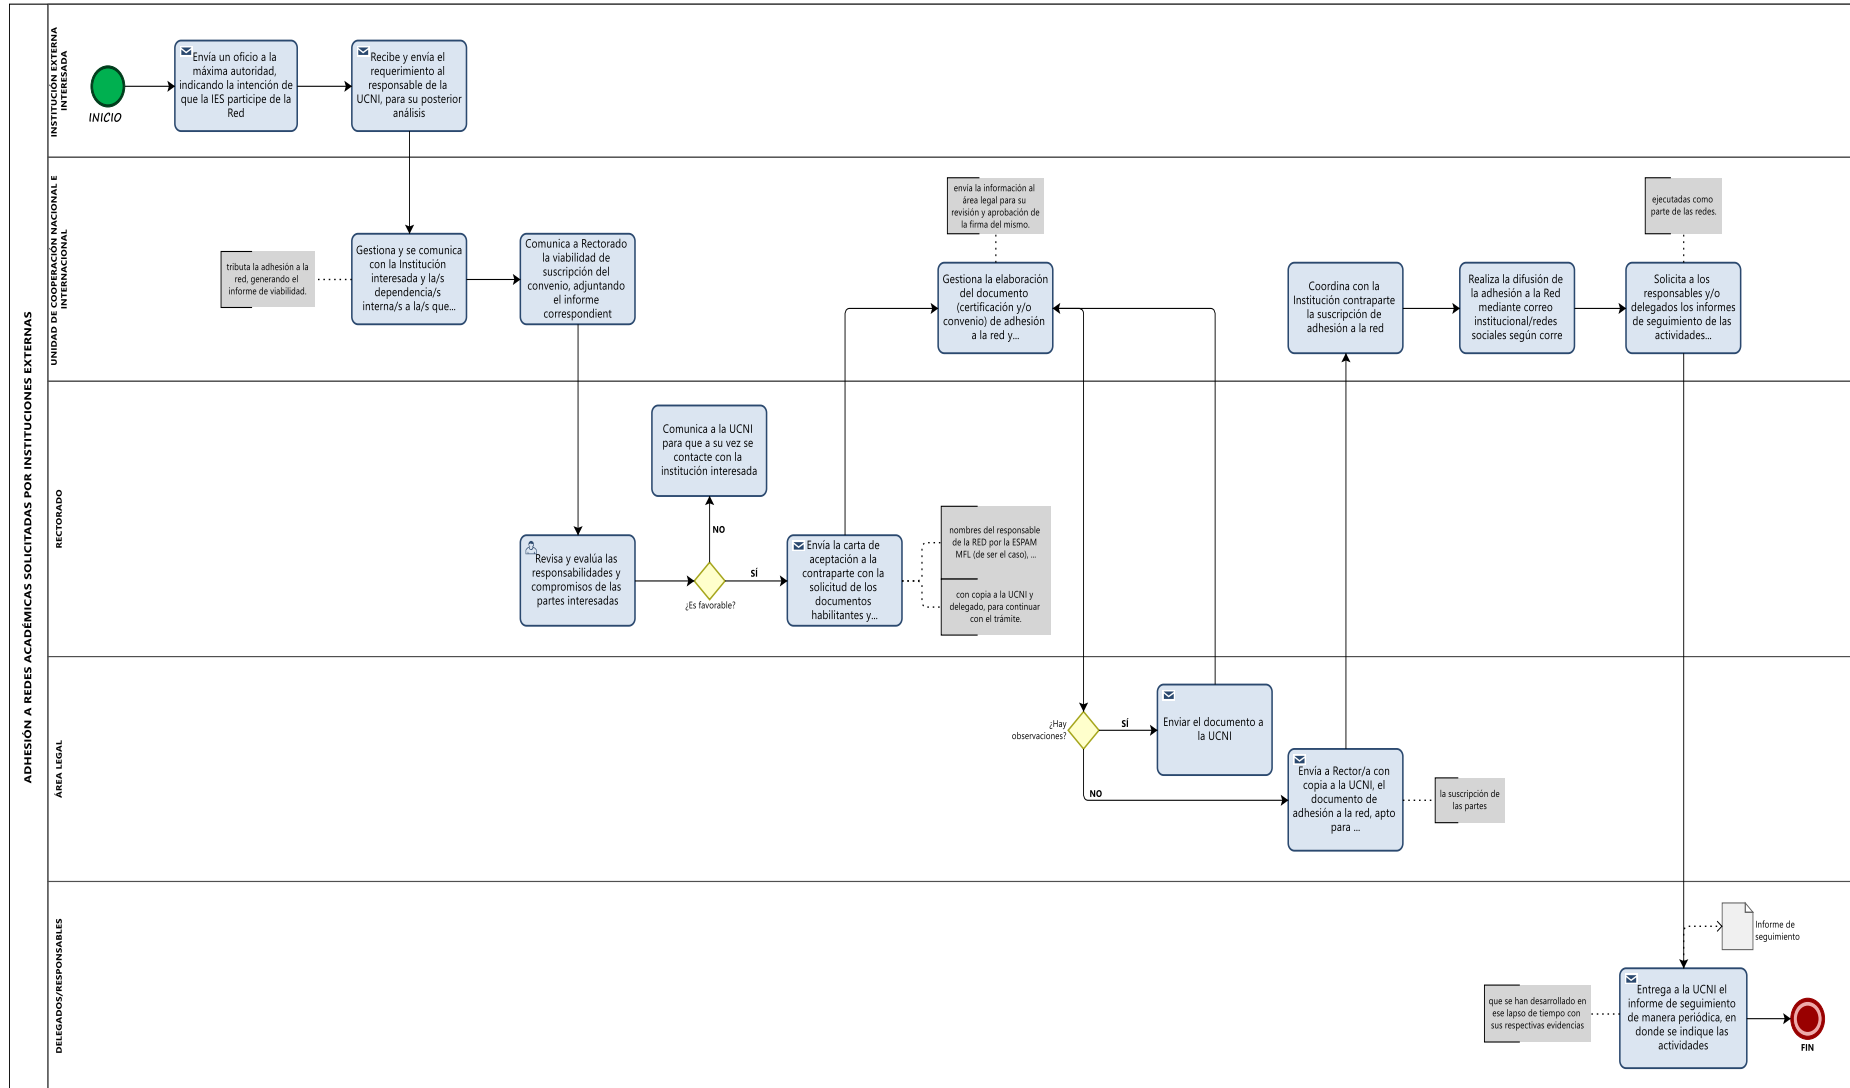 ADHESIÓN A REDES ACADÉMICAS SOLICITADAS POR INSTITUCIONES EXTERNAS
INSTITUCIÓN EXTERNA
INTERESADA
INICIO
Envía un oficio a la
máxima autoridad,
indicando la intención de
que la IES participe de la
Red
Recibe y envía el
requerimiento al
responsable de la
UCNI, para su posterior
análisis
UNIDAD DE COOPERACIÓN NACIONAL E
INTERNACIONAL
tributa la adhesión a la
red, generando el
informe de viabilidad.
Gestiona y se comunica
con la Institución
interesada y la/s
dependencia/s
interna/s a la/s que...
Comunica a Rectorado
la viabilidad de
suscripción del
convenio, adjuntando
el informe
correspondient
envía la información al
área legal para su
revisión y aprobación de
la firma del mismo.
Gestiona la elaboración
del documento
(certificación y/o
convenio) de adhesión
a la red y...
Coordina con la
Institución contraparte
la suscripción de
adhesión a la red
Realiza la difusión de
la adhesión a la Red
mediante correo
institucional/redes
sociales según corre
ejecutadas como
parte de las redes.
Solicita a los
responsables y/o
delegados los informes
de seguimiento de las
actividades...
RECTORADO
Revisa y evalúa las
responsabilidades y
compromisos de las
partes interesadas
Comunica a la UCNI
para que a su vez se
contacte con la
institución interesada
NO
SÍ
¿Es favorable?
Envía la carta de
aceptación a la
contraparte con la
solicitud de los
documentos
habilitantes y...
nombres del responsable
de la RED por la ESPAM
MFL (de ser el caso), ...
con copia a la UCNI y
delegado, para continuar
con el trámite.
ÁREA LEGAL
¿Hay
observaciones?
SÍ
NO
Enviar el documento a
la UCNI
Envía a Rector/a con
copia a la UCNI, el
documento de
adhesión a la red, apto
para ...
la suscripción de
las partes
DELEGADOS/RESPONSABLES
Informe de
seguimiento
que se han desarrollado en
ese lapso de tiempo con
sus respectivas evidencias
Entrega a la UCNI el
informe de seguimiento
de manera periódica, en
donde se indique las
actividades
FIN